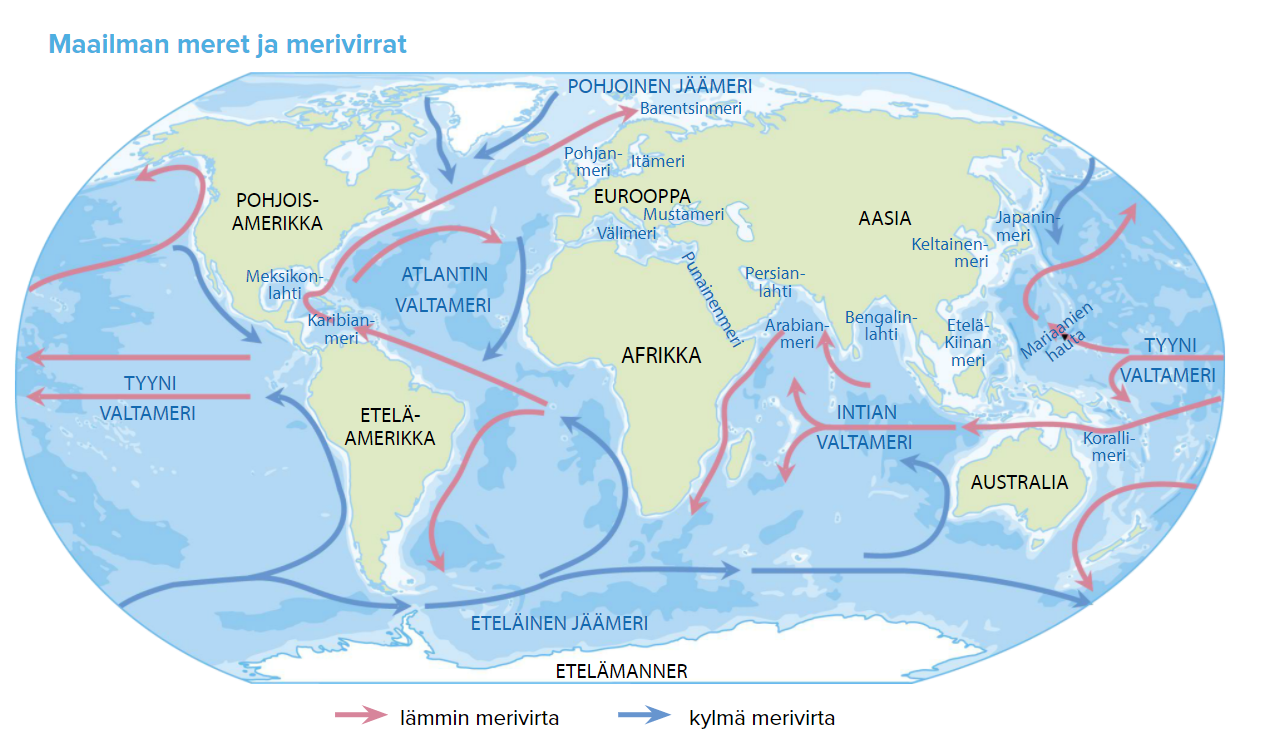 Maailman meret ja merivirrat
POHJOINEN JÄÄMERI
Barentsinmeri
Pohjan-
meri
Itämeri
POHJOIS-
AMERIKKA
EUROOPPA
AASIA
Mustameri
Välimeri
Japanin-
meri
Keltainen-
meri
Meksikon-
lahti
ATLANTIN
VALTAMERI
Punainenmeri
Persian-
lahti
Karibian-
meri
Arabian-
meri
Bengalin-
lahti
Etelä-
Kiinan
meri
Mariaanien
hauta
AFRIKKA
TYYNI
VALTAMERI
TYYNI
VALTAMERI
ETELÄ-
AMERIKKA
INTIAN
VALTAMERI
Koralli-
meri
AUSTRALIA
ETELÄINEN JÄÄMERI
ETELÄMANNER
lämmin merivirta
kylmä merivirta